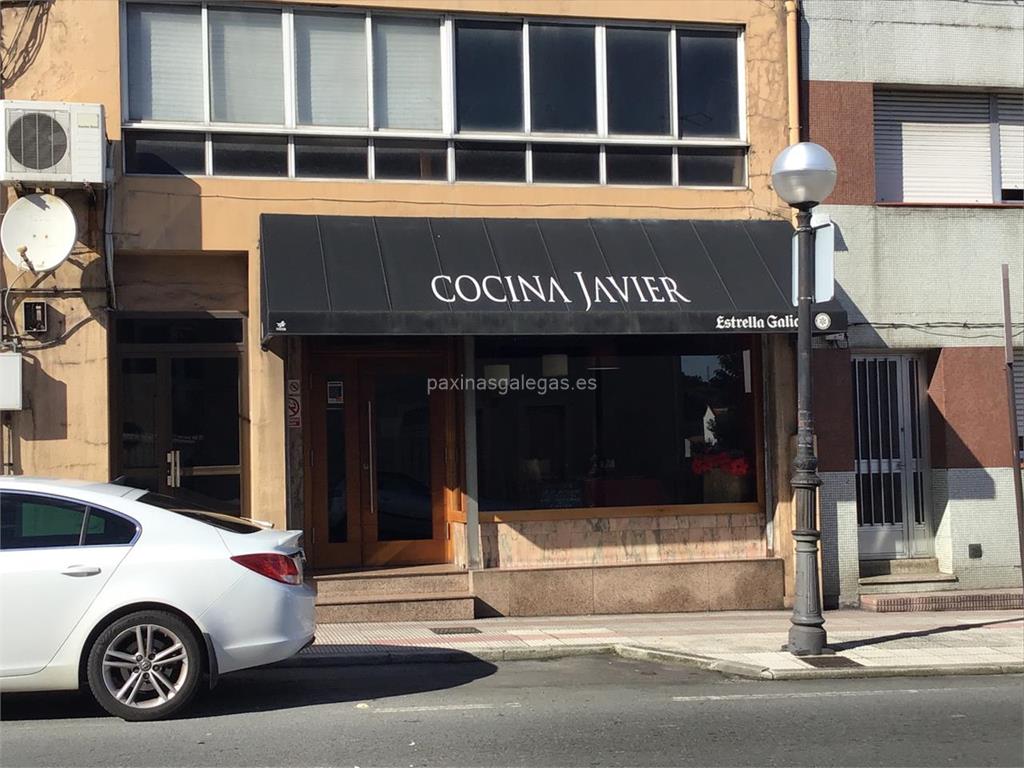 COCINA JAVIER
Estrella Galic
paxinasgalegas.es